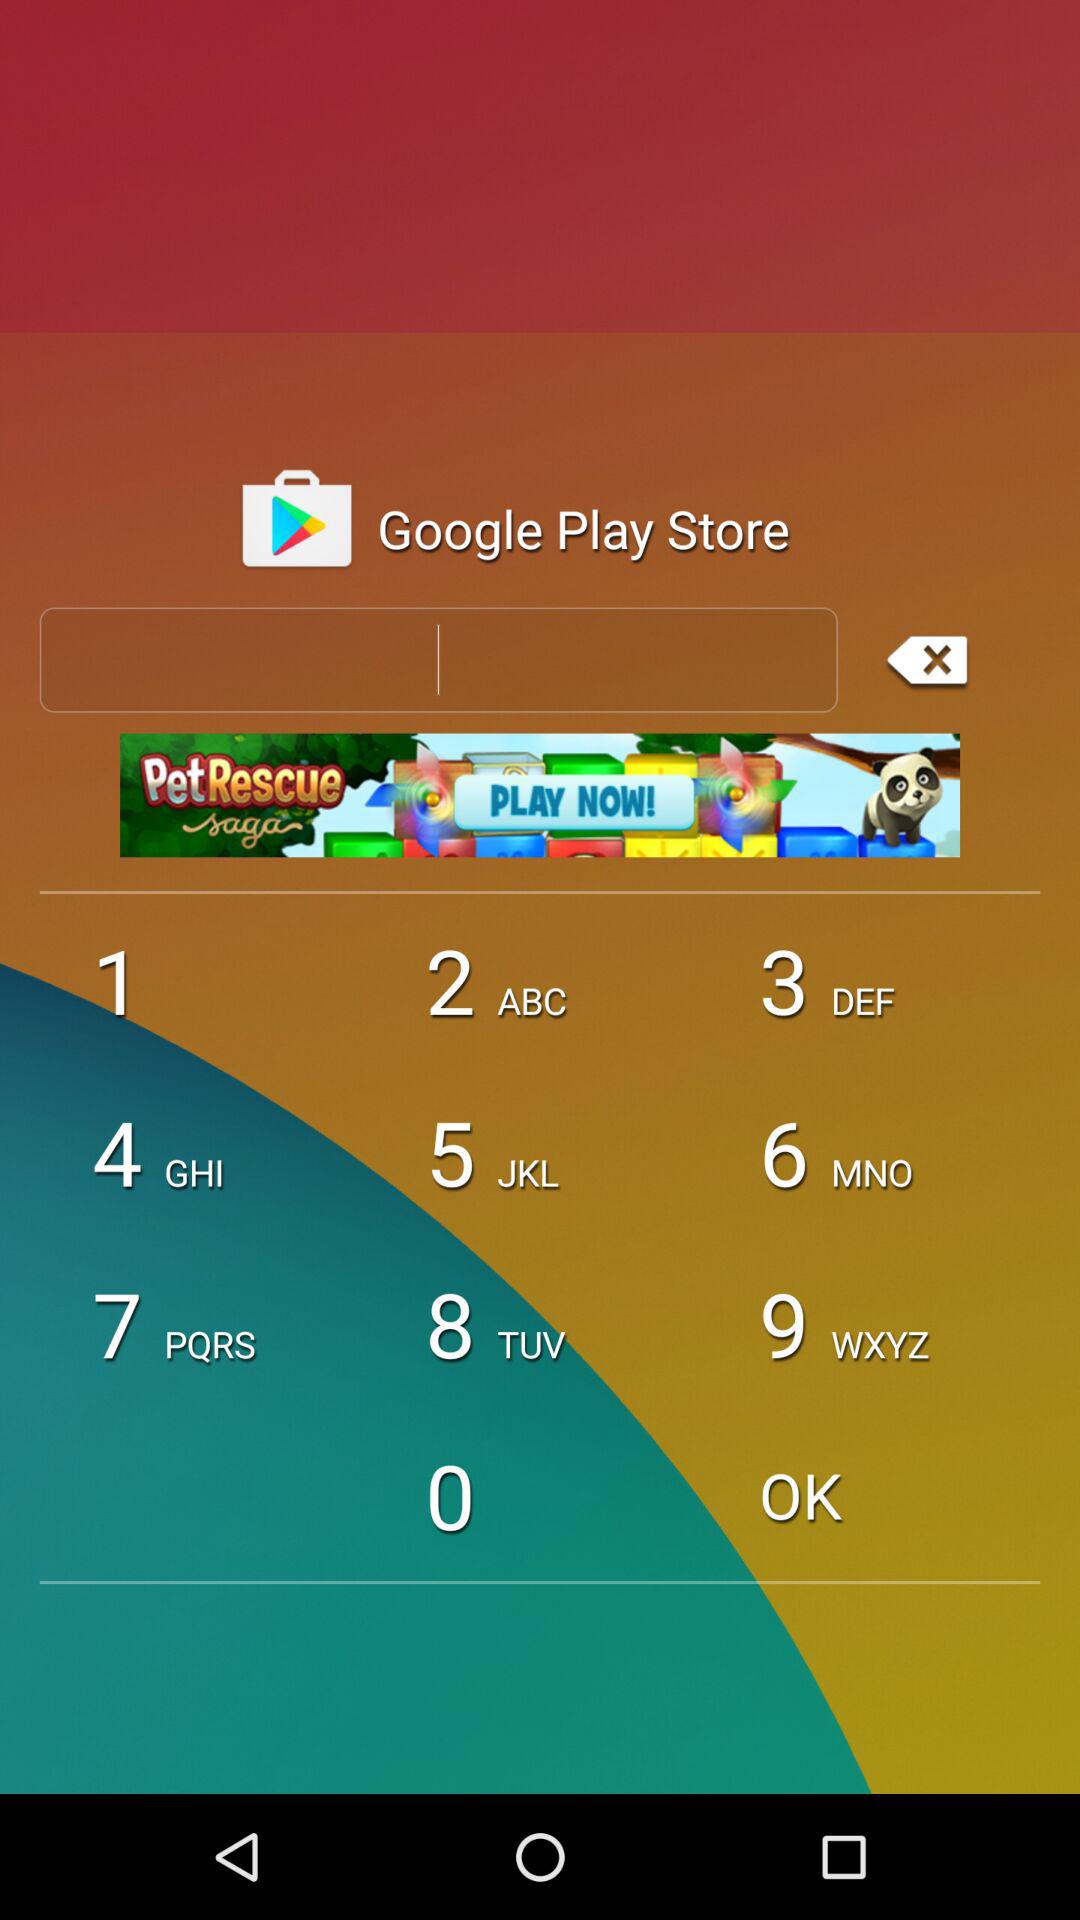 Google Play Store
PetRescue
saga
PLAY NOW!
1
2 ABC
3 DEF
4 GHI
5 JKL
6 MNO
7 PQRS
8 TUV
9 WXYZ
0
OK